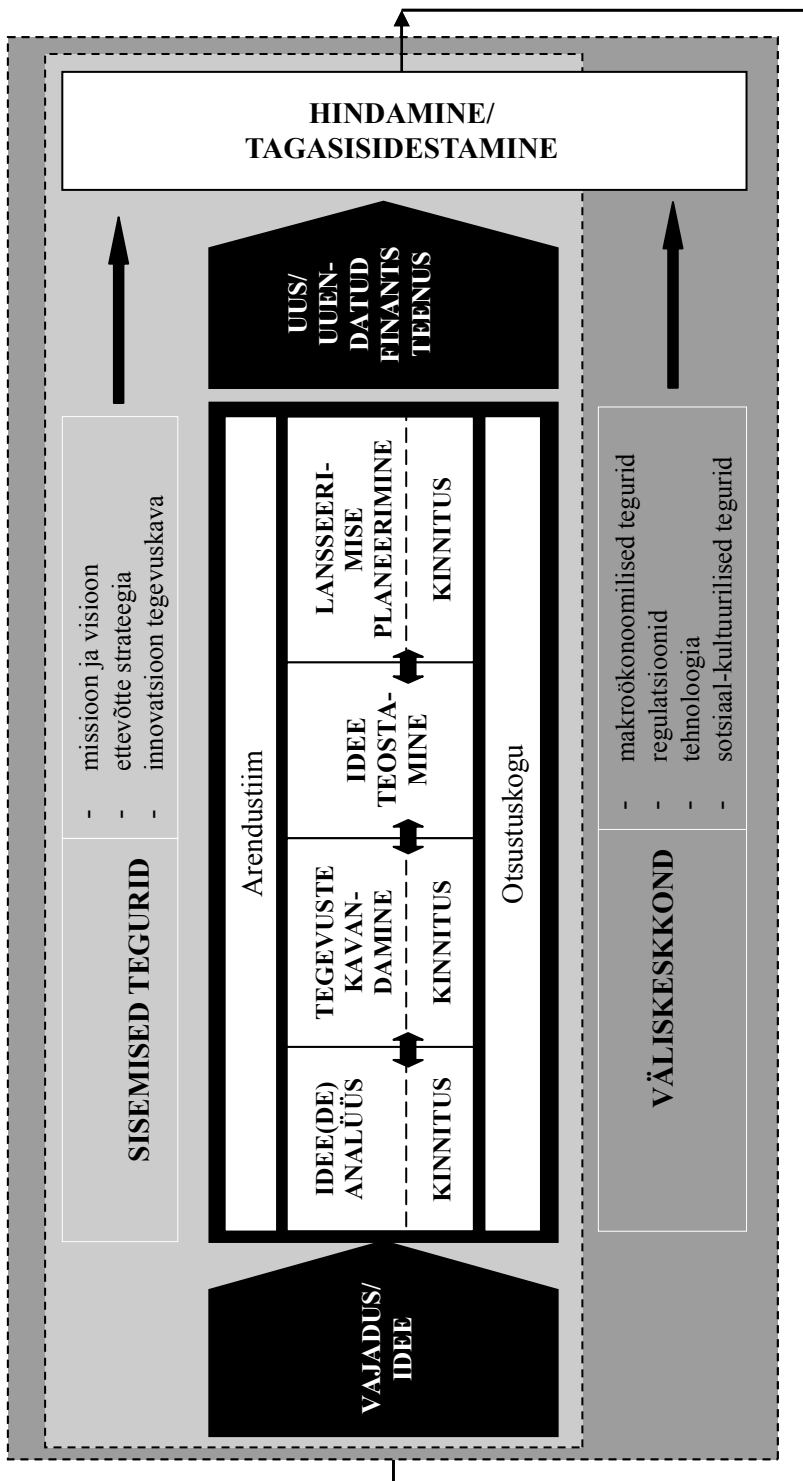 HINDAMINE/
TAGASISIDESTAMINE
SISEMISED TEGURID
- missioon ja visioon
- ettevõtte strateegia
- innovatsioon tegevuskava
VAJADUS/
IDEE
Arendustiim
IDEE(DE)
ANALÜÜS
KINNITUS
TEGEVUSTE
KAVAN-
DAMINE
KINNITUS
IDEE
TEOSTA-
MINE
LANSSEERI-
MISE
PLANEERIMINE
KINNITUS
Otsustuskogu
UUS/
UUEN-
DATUD
FINANTS
TEENUS
VÄLISKESKKOND
- makroökonoomilised tegurid
- regulatsioonid
- tehnoloogia
- sotsiaal-kultuurilised tegurid